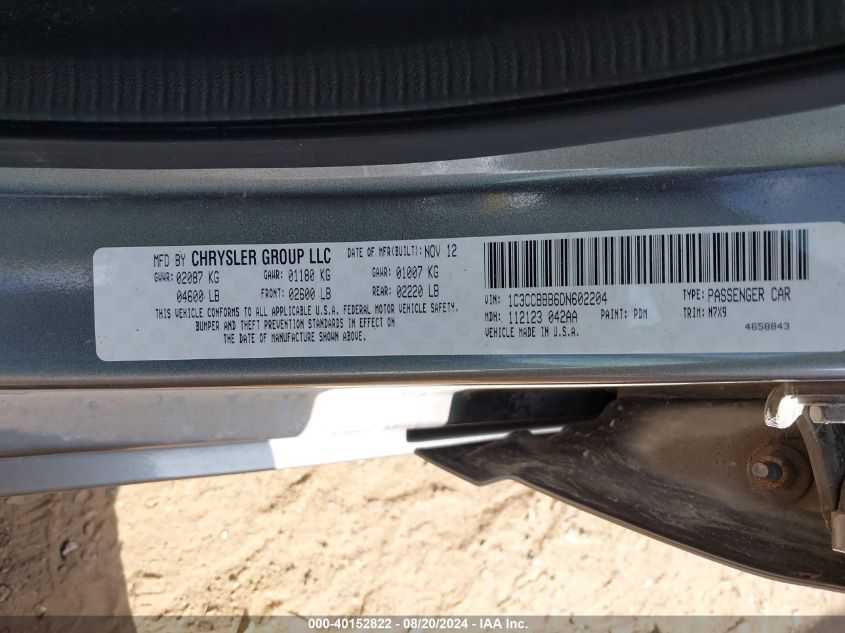 MFD BY CHRYSLER GROUP LLC DATE OF MFR(BUILT): NOV 12
GVWR: 02087 KG GAWR: 01180 KG GAWR: 01007 KG
04600 LB FRONT: 02600 LB REAR: 02220 LB
THIS VEHICLE CONFORMS TO ALL APPLICABLE U.S.A. FEDERAL MOTOR VEHICLE SAFETY,
BUMPER AND THEFT PREVENTION STANDARDS IN EFFECT ON
THE DATE OF MANUFACTURE SHOWN ABOVE.
VIN: 1C3CCBBB6DN602204 TYPE: PASSENGER CAR
MDH: 112123 042AA PAINT: PDM TRIM: N7X9
VEHICLE MADE IN U.S.A. 4658843
000-40152822 - 08/20/2024 - IAA Inc.